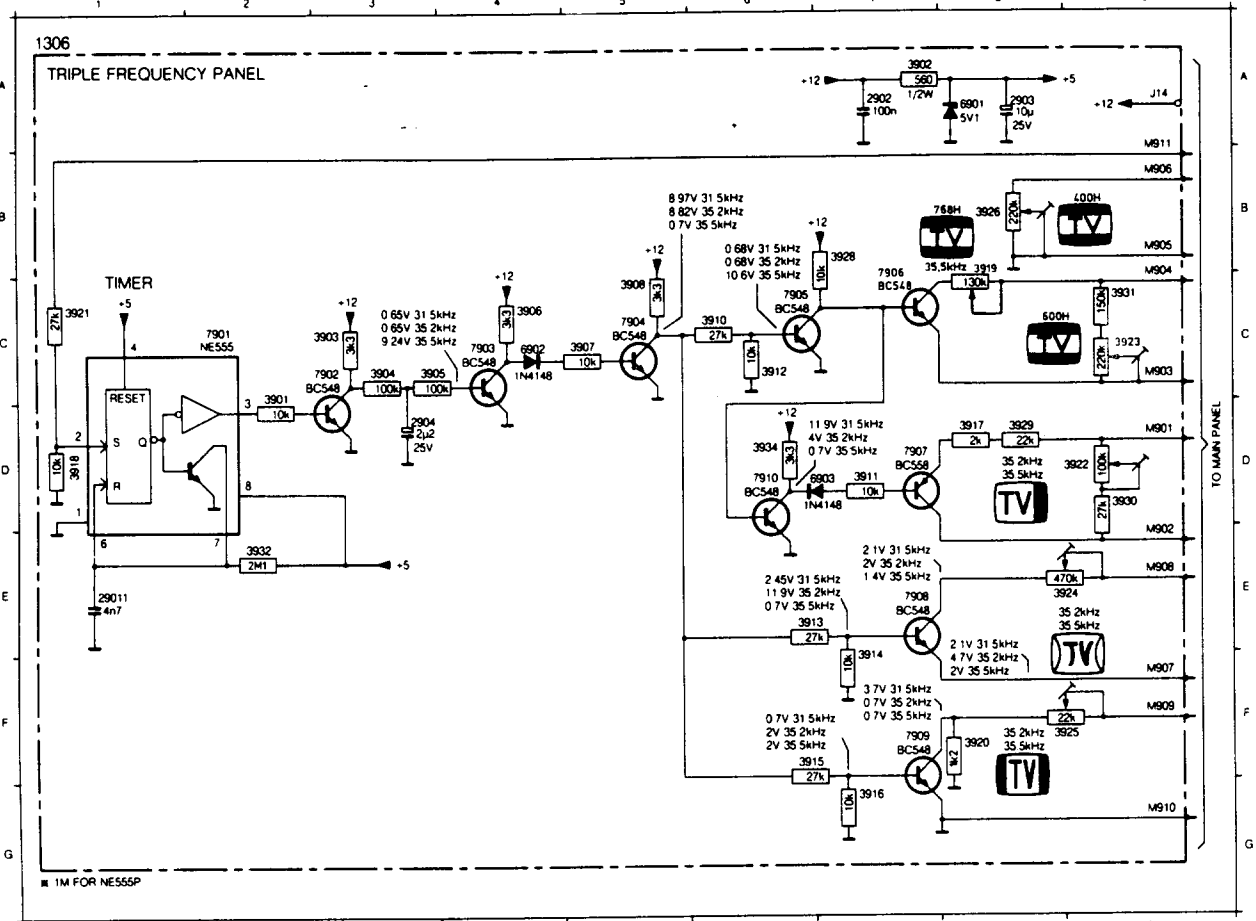 1
2
3
4
5
6
A
B
C
D
E
F
G
1306
TRIPLE FREQUENCY PANEL
+12
3902
560
1/2W
+5
2902
100n
6901
5V1
2903
10µ
25V
+12
J14
M911
M906
8 97V 31 5kHz
8 82V 35 2kHz
0 7V 35 5kHz
768H
TV
3926
220k
400H
TV
M905
+12
0 68V 31 5kHz
0 68V 35 2kHz
10 6V 35 5kHz
+12
3928
10k
35,5kHz
3919
130k
M904
TIMER
+5
+12
+12
3908
3k3
7906
BC548
150k
3931
3921
27k
7901
NE555
4
3903
3k3
0 65V 31 5kHz
0 65V 35 2kHz
9 24V 35 5kHz
3906
3k3
7904
BC548
3910
27k
7905
BC548
600H
TV
3923
220k
7902
BC548
3904
100k
3905
100k
7903
BC548
6902
1N4148
3907
10k
10k
3912
M903
RESET
3
3901
10k
2904
2µ2
25V
+12
11 9V 31 5kHz
4V 35 2kHz
0 7V 35 5kHz
3917
2k
3929
22k
M901
2
S
Q
R
10k
3918
3934
3k3
7907
BC558
35 2kHz
35 5kHz
TV
3922
100k
7910
BC548
6903
1N4148
3911
10k
27k
3930
8
1
M902
6
7
3932
2M1
+5
2 1V 31 5kHz
2V 35 2kHz
1 4V 35 5kHz
470k
3924
M908
29011
4n7
2 45V 31 5kHz
11 9V 35 2kHz
0 7V 35 5kHz
7908
BC548
35 2kHz
35 5kHz
TV
3913
27k
10k
3914
2 1V 31 5kHz
4 7V 35 2kHz
2V 35 5kHz
M907
3 7V 31 5kHz
0 7V 35 2kHz
0 7V 35 5kHz
22k
3925
M909
0 7V 31 5kHz
2V 35 2kHz
2V 35 5kHz
7909
BC548
3920
1k2
35 2kHz
35 5kHz
TV
3915
27k
10k
3916
M910
TO MAIN PANEL
A
B
C
D
E
F
G
1M FOR NE555P